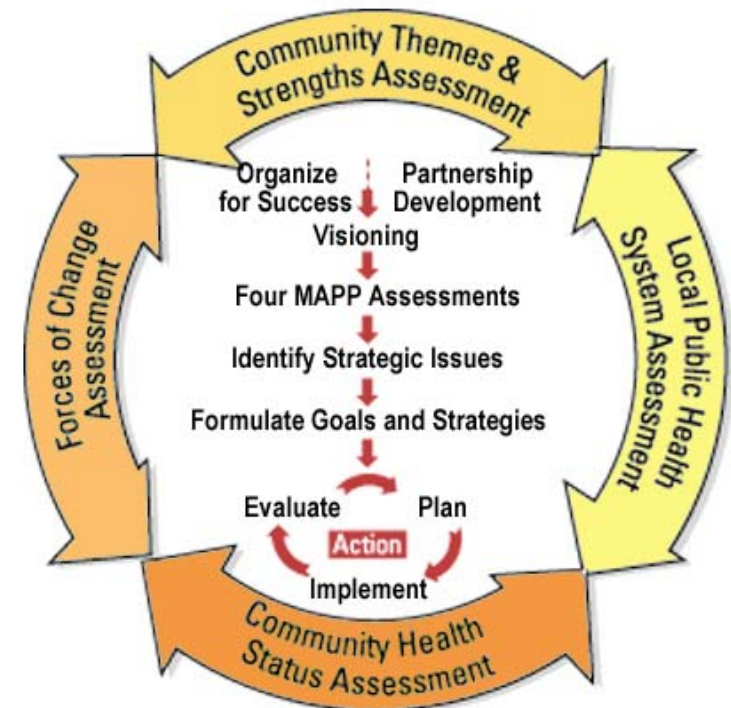 Community Themes &
Strengths Assessment
Organize
for Success
Partnership
Development
Visioning
Four MAPP Assessments
Identify Strategic Issues
Formulate Goals and Strategies
Evaluate
Plan
Action
Implement
Forces of Change
Assessment
Local Public Health
System Assessment
Community Health
Status Assessment